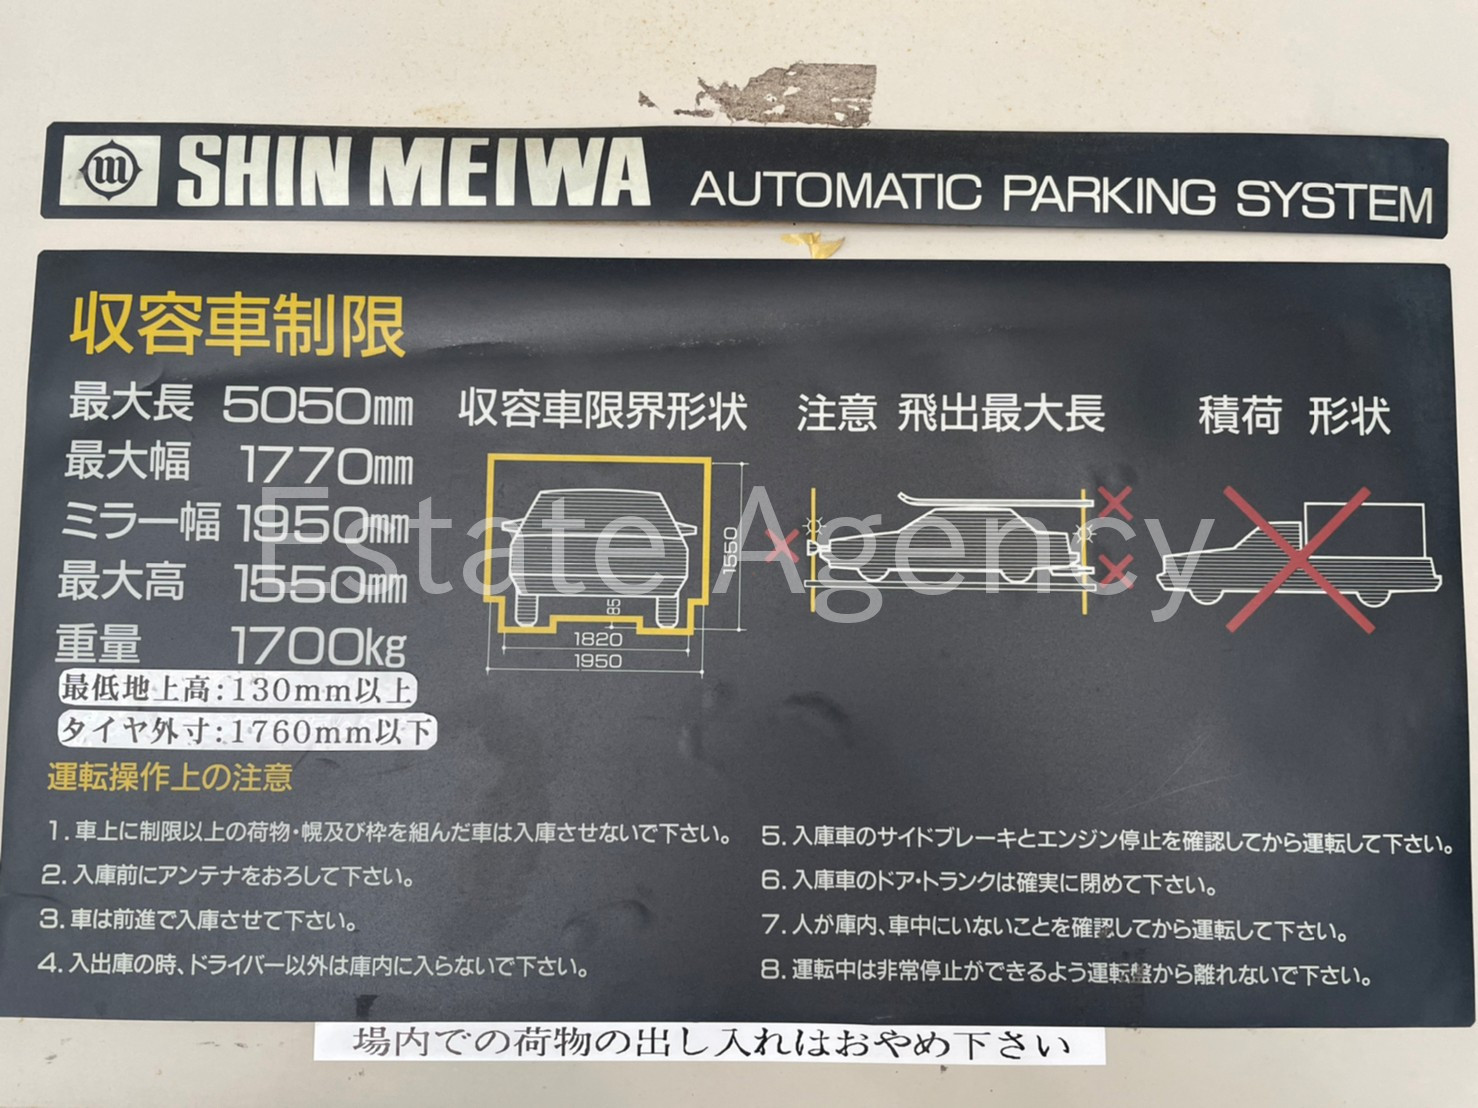 SHIN MEIWA AUTOMATIC PARKING SYSTEM
収容車制限
最大長 5050mm
最大幅 1770mm
ミラー幅 1950mm
最大高 1550mm
重量 1700kg
最低地上高:130mm以上
タイヤ外寸:1760mm以下
収容車限界形状
1550
85
1820
1950
注意 飛出最大長
積荷 形状
Estate Agency
運転操作上の注意
1. 車上に制限以上の荷物・幌及び枠を組んだ車は入庫させないで下さい。
2. 入庫前にアンテナをおろして下さい。
3. 車は前進で入庫させて下さい。
4. 入出庫の時、ドライバー以外は庫内に入らないで下さい。
5. 入庫車のサイドブレーキとエンジン停止を確認してから運転して下さい。
6. 入庫車のドア・トランクは確実に閉めて下さい。
7. 人が庫内、車中にいないことを確認してから運転して下さい。
8. 運転中は非常停止ができるよう運転盤から離れないで下さい。
場内での荷物の出し入れはおやめ下さい